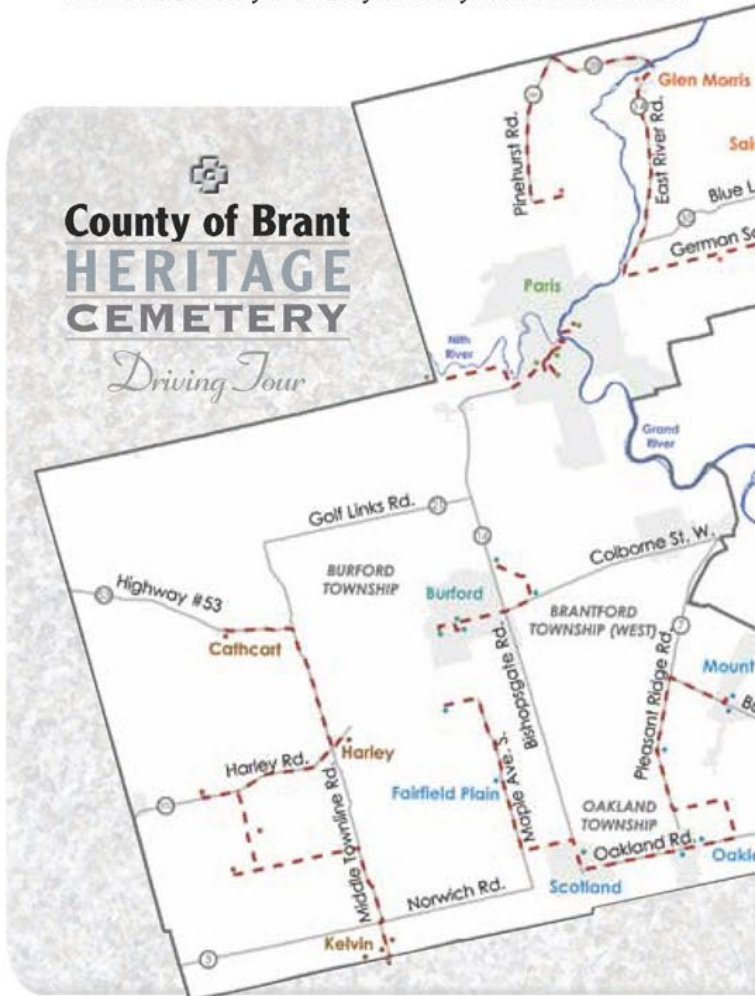 County of Brant
HERITAGE
CEMETERY
Driving Tour
Glen Morris
Pinehurst Rd.
East River Rd.
Blue L
German Sc
Paris
Nith
River
Grand
River
Golf Links Rd.
Colborne St. W.
Highway #53
BURFORD
TOWNSHIP
Burford
BRANTFORD
TOWNSHIP (WEST)
7
Cathcart
Bishopsgate Rd.
Pleasant Ridge Rd.
Mount
Harley
Harley Rd.
Middle Townline Rd.
Fairfield Plain
Maple Ave. S.
OAKLAND
TOWNSHIP
Oakland Rd.
Oakla
Scotland
Norwich Rd.
Kelvin
3